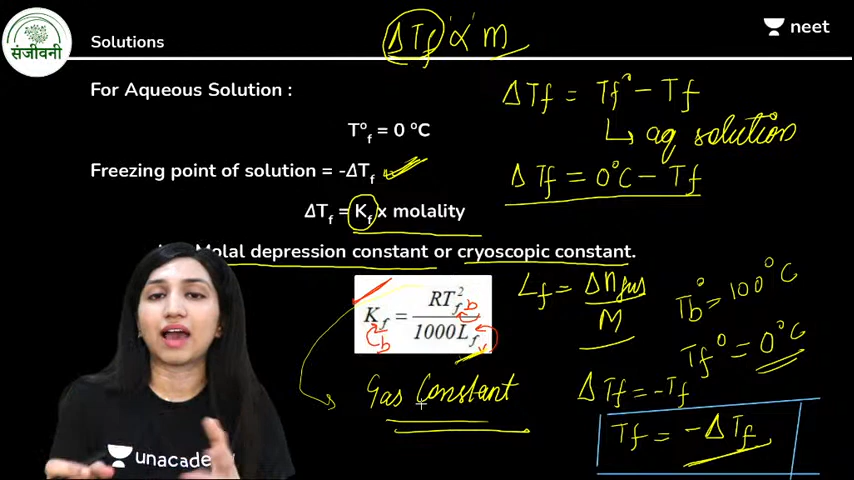 संजीवनी
Solutions
ΔTf ∝ m
neet
For Aqueous Solution :
T°f = 0 °C
Freezing point of solution = -ΔTf
ΔTf = Kf x molality
Molal depression constant or cryoscopic constant.
Kf = RTf² / 1000Lf
b
b
v
Gas Constant
ΔTf = Tf° - Tf
aq solution
ΔTf = 0°C - Tf
Lf = ΔHfus / M
Tb° = 100°C
Tf° = 0°C
ΔTf = -Tf
Tf = -ΔTf
unacade